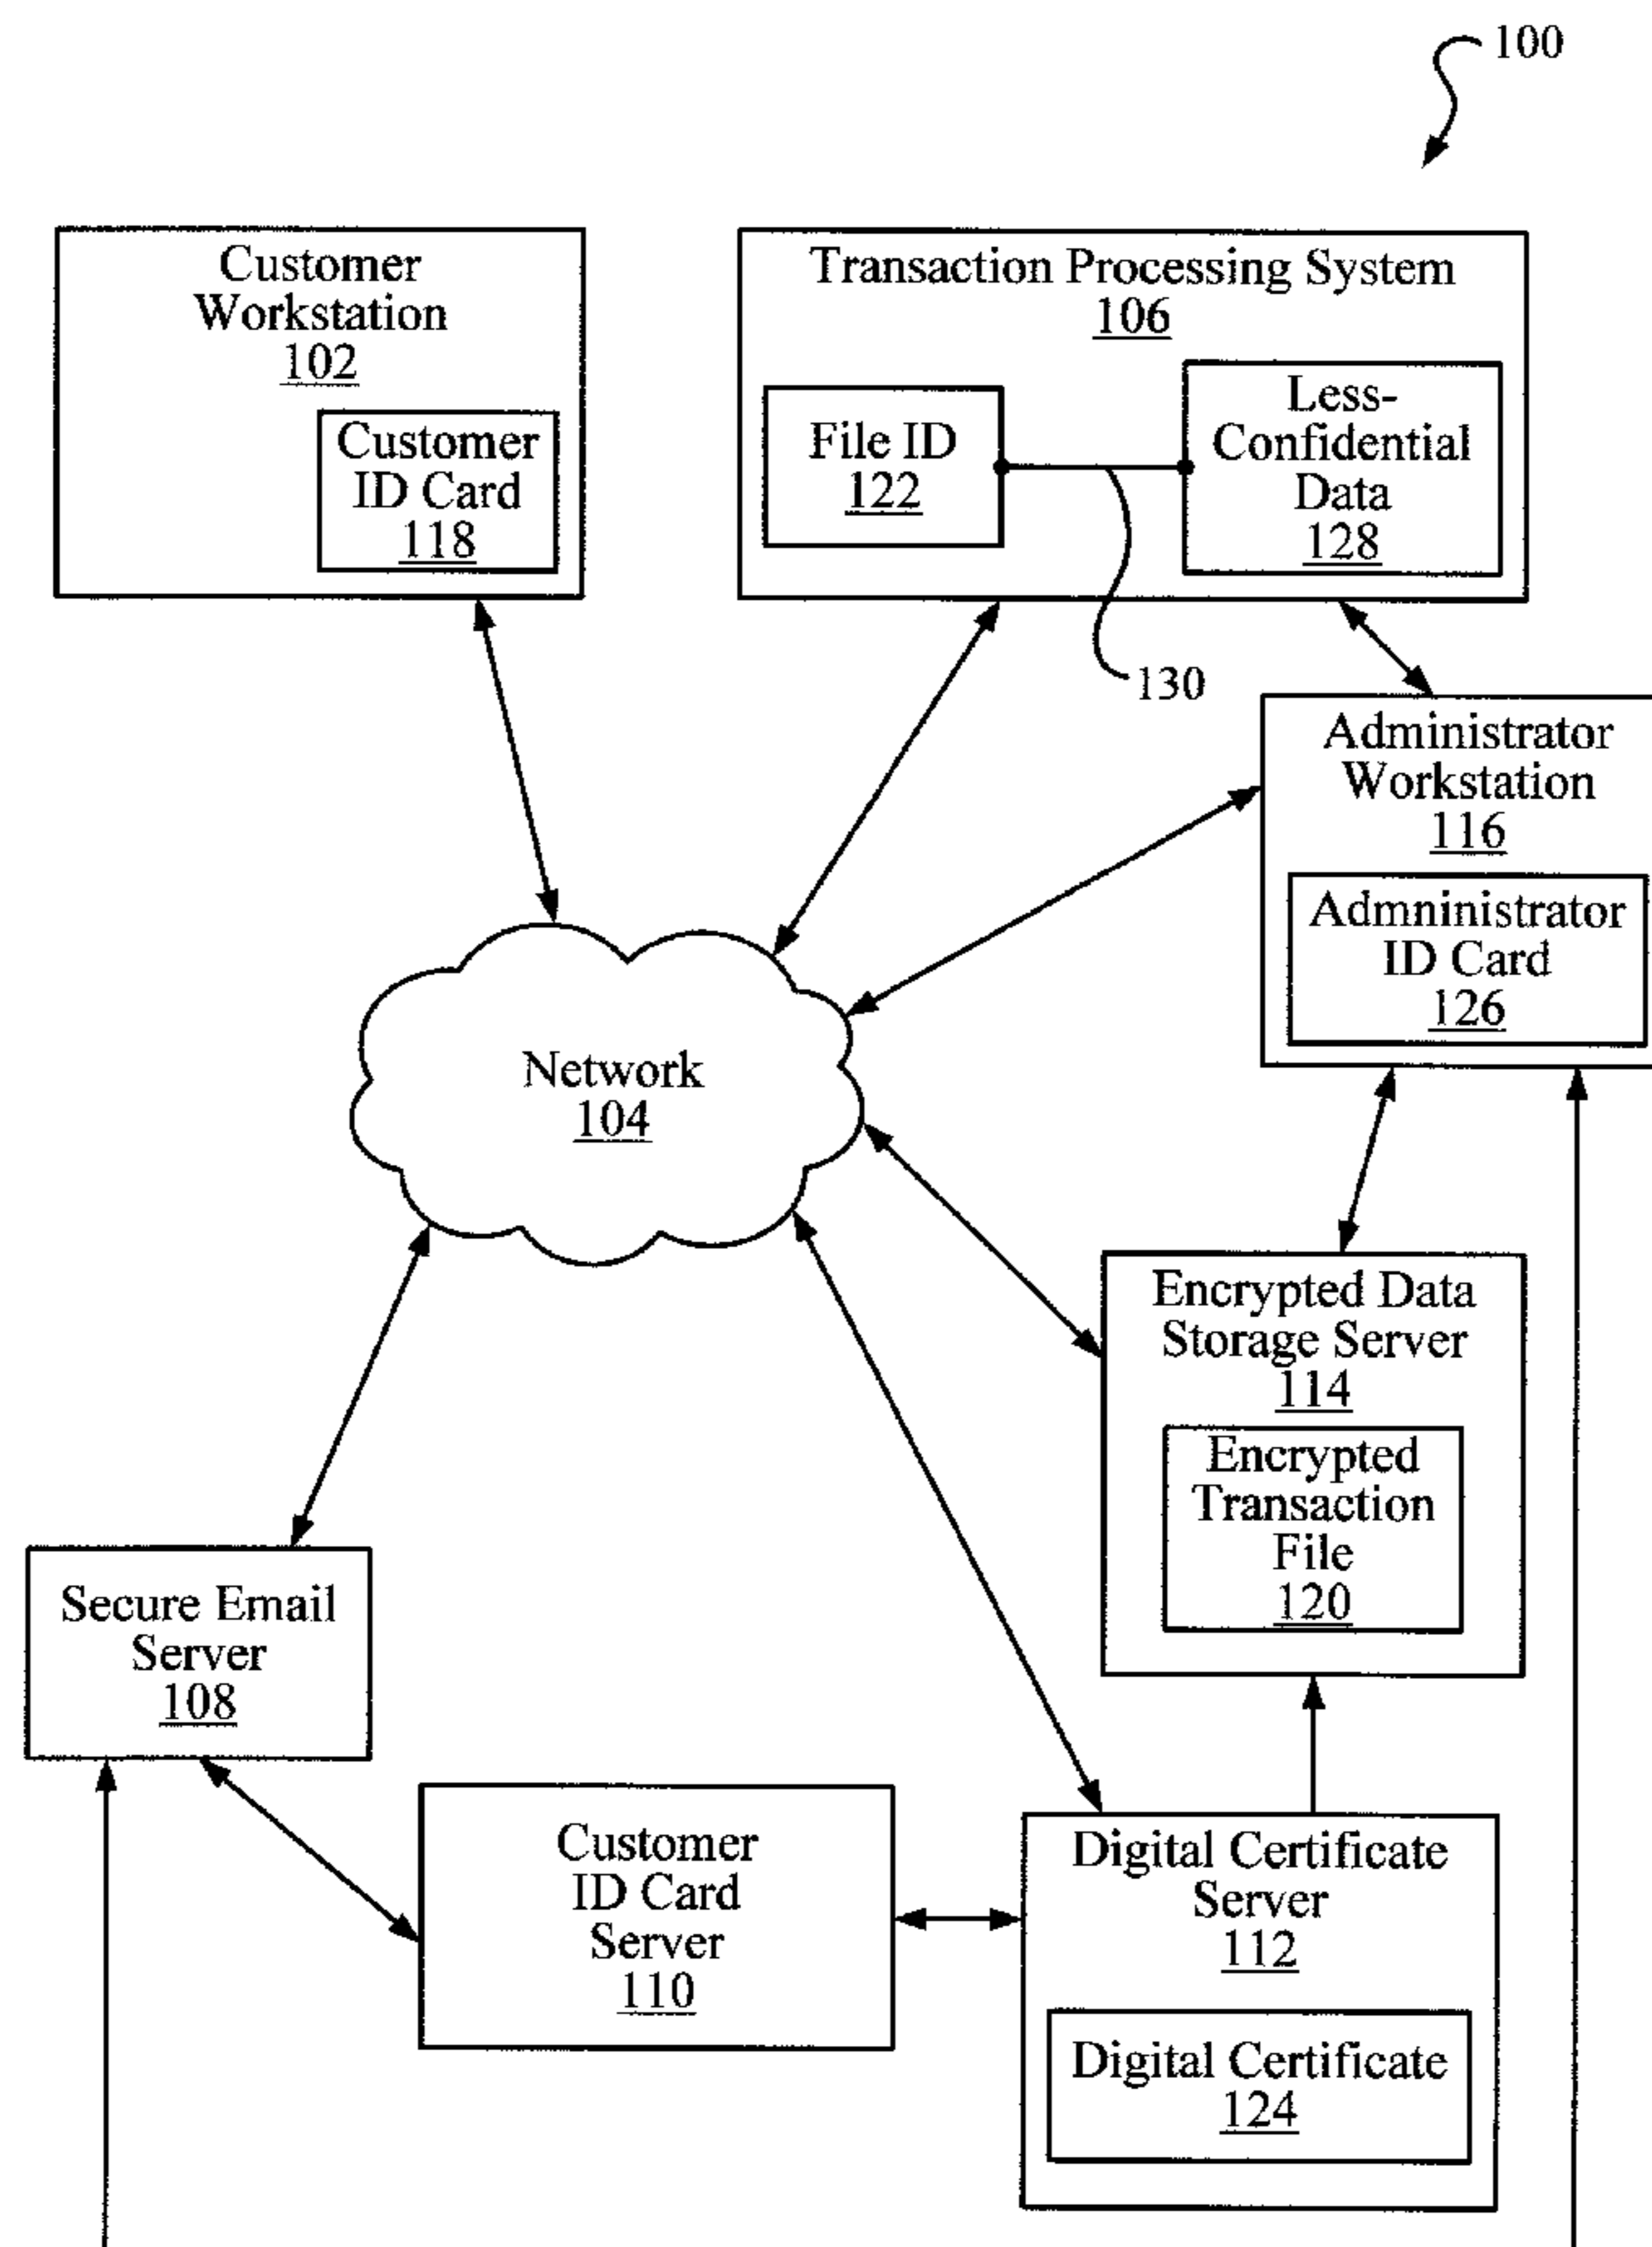 100
Customer
Workstation
102
Customer
ID Card
118
Transaction Processing System
106
File ID
122
Less-
Confidential
Data
128
130
Administrator
Workstation
116
Admninistrator
ID Card
126
Network
104
Encrypted Data
Storage Server
114
Encrypted
Transaction
File
120
Secure Email
Server
108
Customer
ID Card
Server
110
Digital Certificate
Server
112
Digital Certificate
124